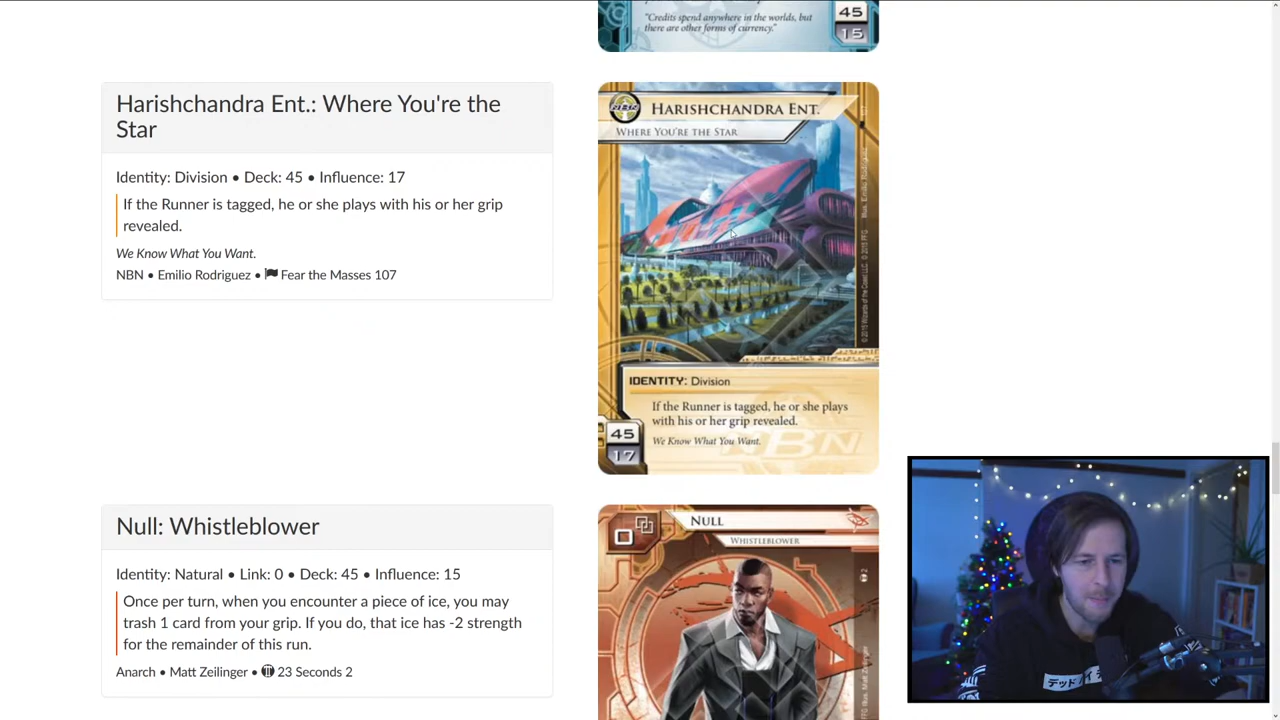 "Credits spend anywhere in the worlds, but
there are other forms of currency."
45
15
Harishchandra Ent.: Where You're the
Star
Identity: Division • Deck: 45 • Influence: 17
If the Runner is tagged, he or she plays with his or her grip
revealed.
We Know What You Want.
NBN • Emilio Rodriguez • Fear the Masses 107
NBN
HARISHCHANDRA ENT.
WHERE YOU'RE THE STAR
IDENTITY: Division
If the Runner is tagged, he or she plays
with his or her grip revealed.
We Know What You Want.
NBN
45
17
Null: Whistleblower
Identity: Natural • Link: 0 • Deck: 45 • Influence: 15
Once per turn, when you encounter a piece of ice, you may
trash 1 card from your grip. If you do, that ice has -2 strength
for the remainder of this run.
Anarch • Matt Zeilinger • 23 Seconds 2
0
NULL
WHISTLEBLOWER
デッド